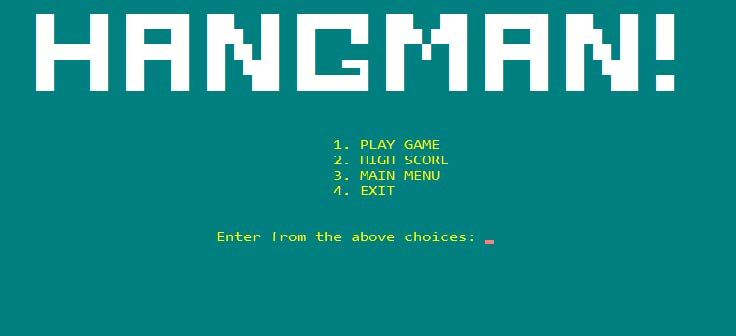 HANGMAN!
1. PLAY GAME
2. HIGH SCORE
3. MAIN MENU
4. EXIT
Enter from the above choices: